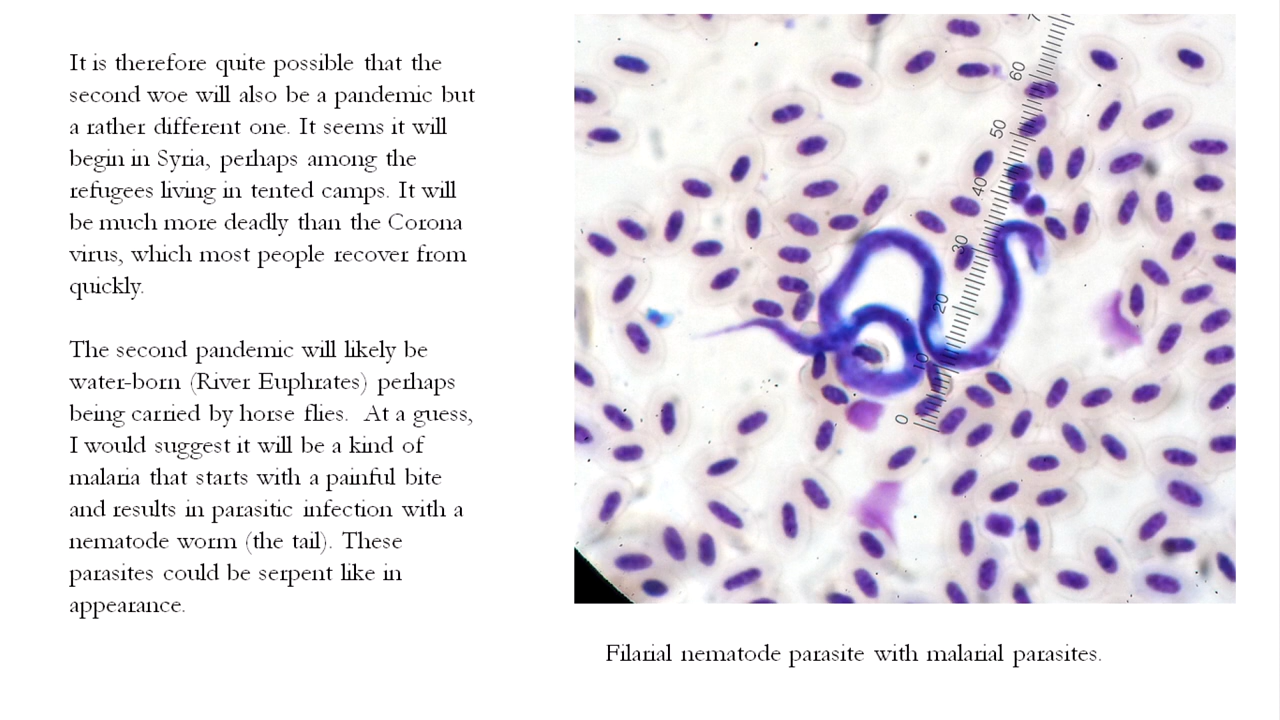 It is therefore quite possible that the
second woe will also be a pandemic but
a rather different one. It seems it will
begin in Syria, perhaps among the
refugees living in tented camps. It will
be much more deadly than the Corona
virus, which most people recover from
quickly.
The second pandemic will likely be
water-born (River Euphrates) perhaps
being carried by horse flies.  At a guess,
I would suggest it will be a kind of
malaria that starts with a painful bite
and results in parasitic infection with a
nematode worm (the tail). These
parasites could be serpent like in
appearance.
60
50
40
30
20
10
0
Filarial nematode parasite with malarial parasites.